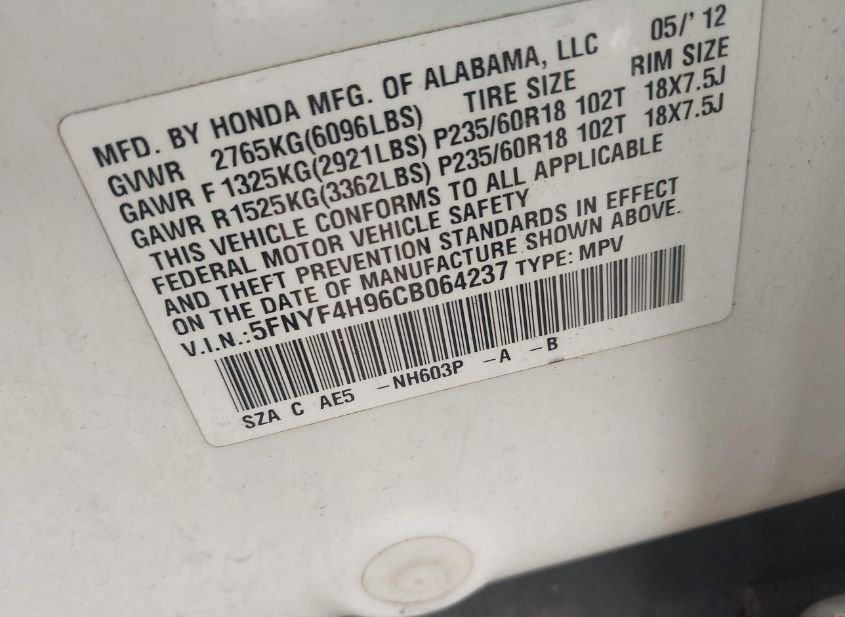 MFD. BY HONDA MFG. OF ALABAMA, LLC 05/'12
GVWR 2765KG(6096LBS) TIRE SIZE RIM SIZE
GAWR F 1325KG(2921LBS) P235/60R18 102T 18X7.5J
GAWR R1525KG(3362LBS) P235/60R18 102T 18X7.5J
THIS VEHICLE CONFORMS TO ALL APPLICABLE
FEDERAL MOTOR VEHICLE SAFETY
AND THEFT PREVENTION STANDARDS IN EFFECT
ON THE DATE OF MANUFACTURE SHOWN ABOVE.
V.I.N.:5FNYF4H96CB064237 TYPE: MPV
SZA C AE5 -NH603P -A -B